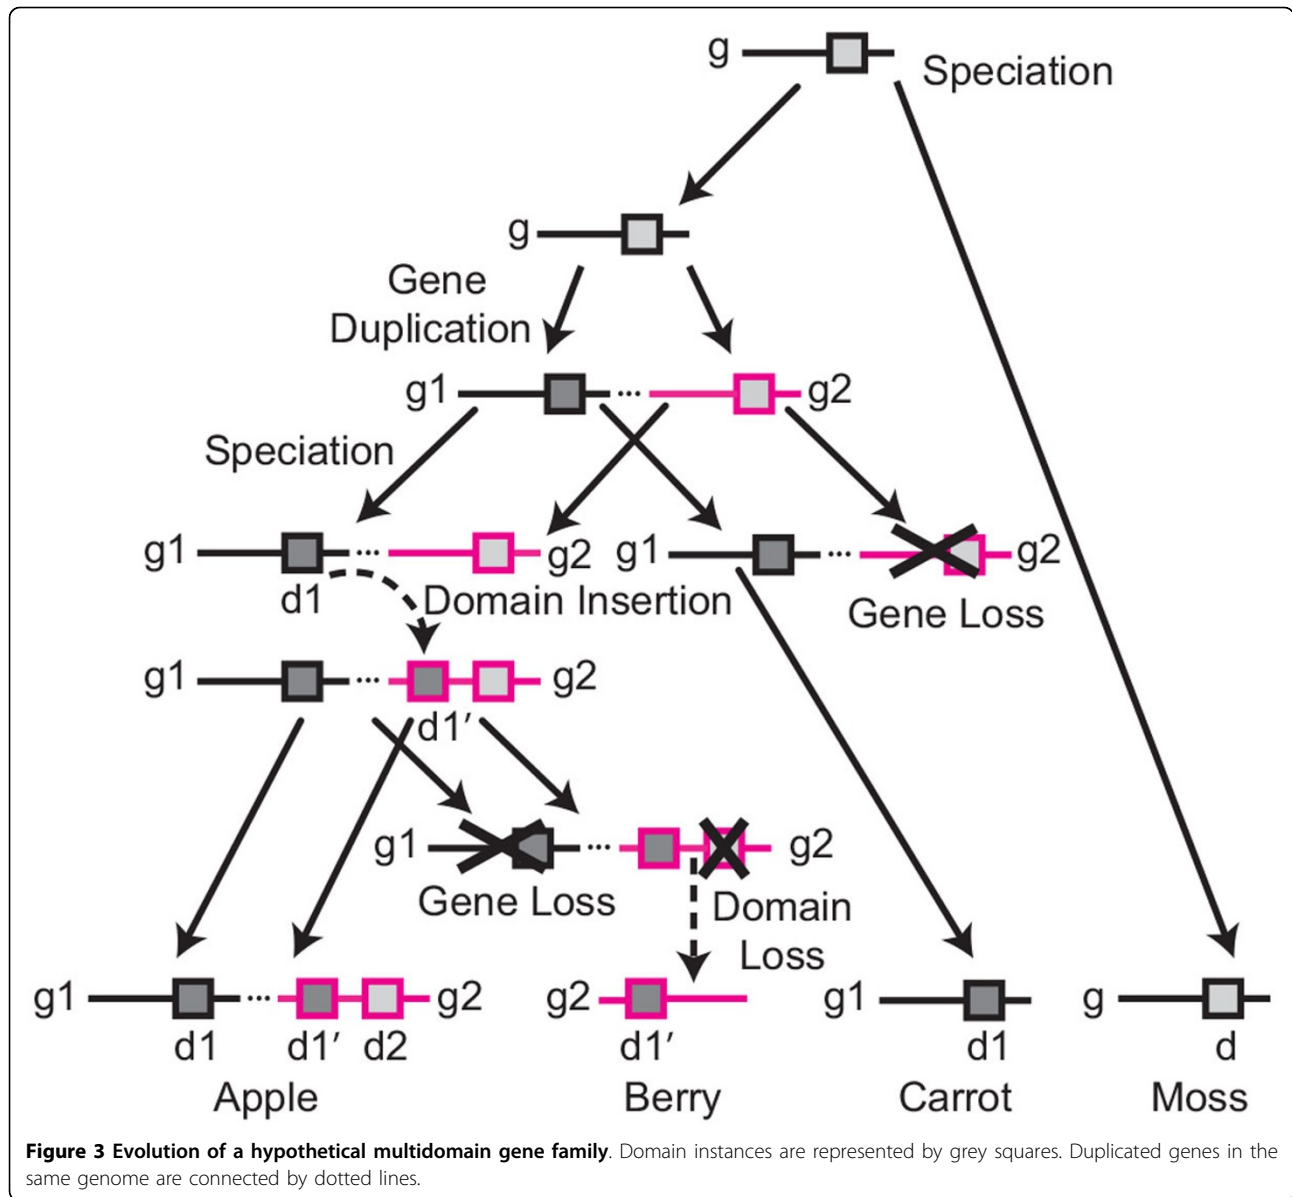 g
Speciation
g
Gene
Duplication
g1 ... g2
Speciation
g1 ... g2 g1 ... g2
d1 Domain Insertion Gene Loss
g1 ... g2
d1′
g1 ... g2
Gene Loss Domain
Loss
g1 ... g2 g2 g1 g
d1 d1′ d2 d1′ d1 d
Apple Berry Carrot Moss
Figure 3 Evolution of a hypothetical multidomain gene family. Domain instances are represented by grey squares. Duplicated genes in the
same genome are connected by dotted lines.